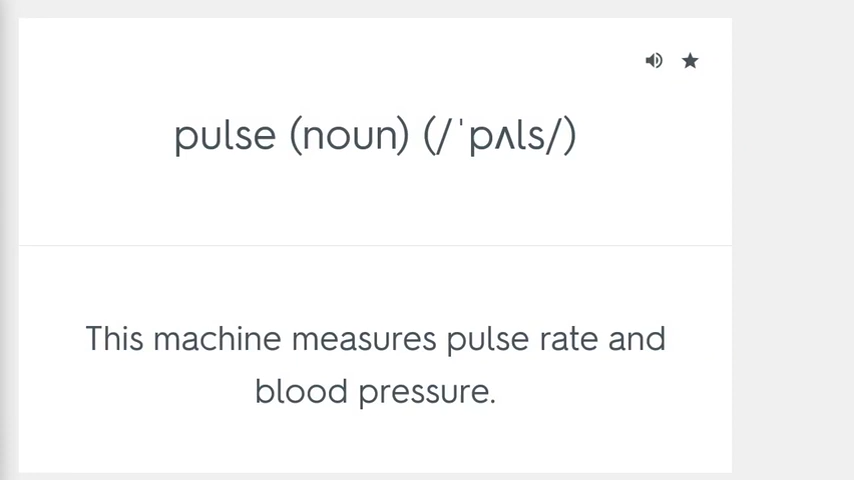 pulse (noun) (/ˈpʌls/)
This machine measures pulse rate and
blood pressure.